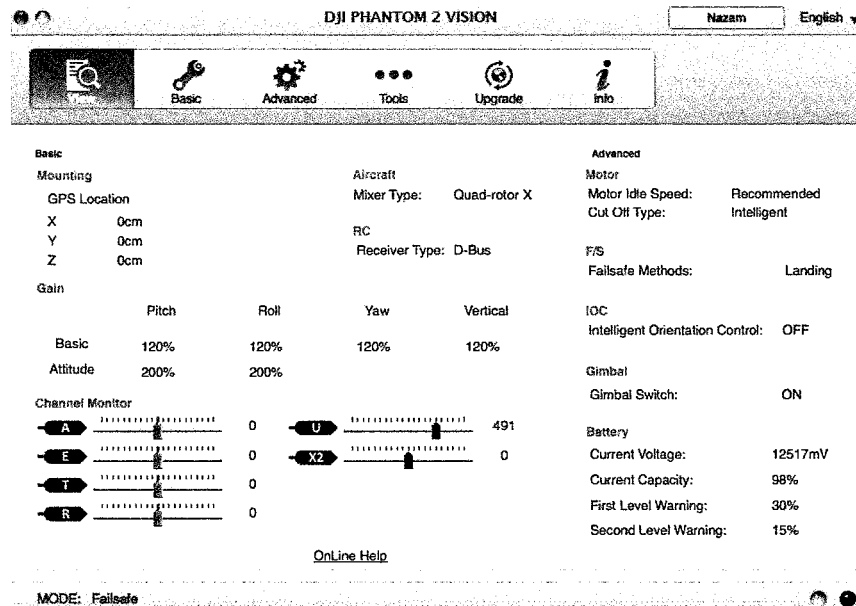 DJI PHANTOM 2 VISION
Nazam
English
View
Basic
Advanced
Tools
Upgrade
Info
Basic
Mounting
GPS Location
X 0cm
Y 0cm
Z 0cm
Aircraft
Mixer Type: Quad-rotor X
RC
Receiver Type: D-Bus
Gain
Pitch Roll Yaw Vertical
Basic 120% 120% 120% 120%
Attitude 200% 200%
Channel Monitor
A 0
E 0
T 0
R 0
U 491
X2 0
Advanced
Motor
Motor Idle Speed: Recommended
Cut Off Type: Intelligent
F/S
Failsafe Methods: Landing
IOC
Intelligent Orientation Control: OFF
Gimbal
Gimbal Switch: ON
Battery
Current Voltage: 12517mV
Current Capacity: 98%
First Level Warning: 30%
Second Level Warning: 15%
OnLine Help
MODE: Failsafe